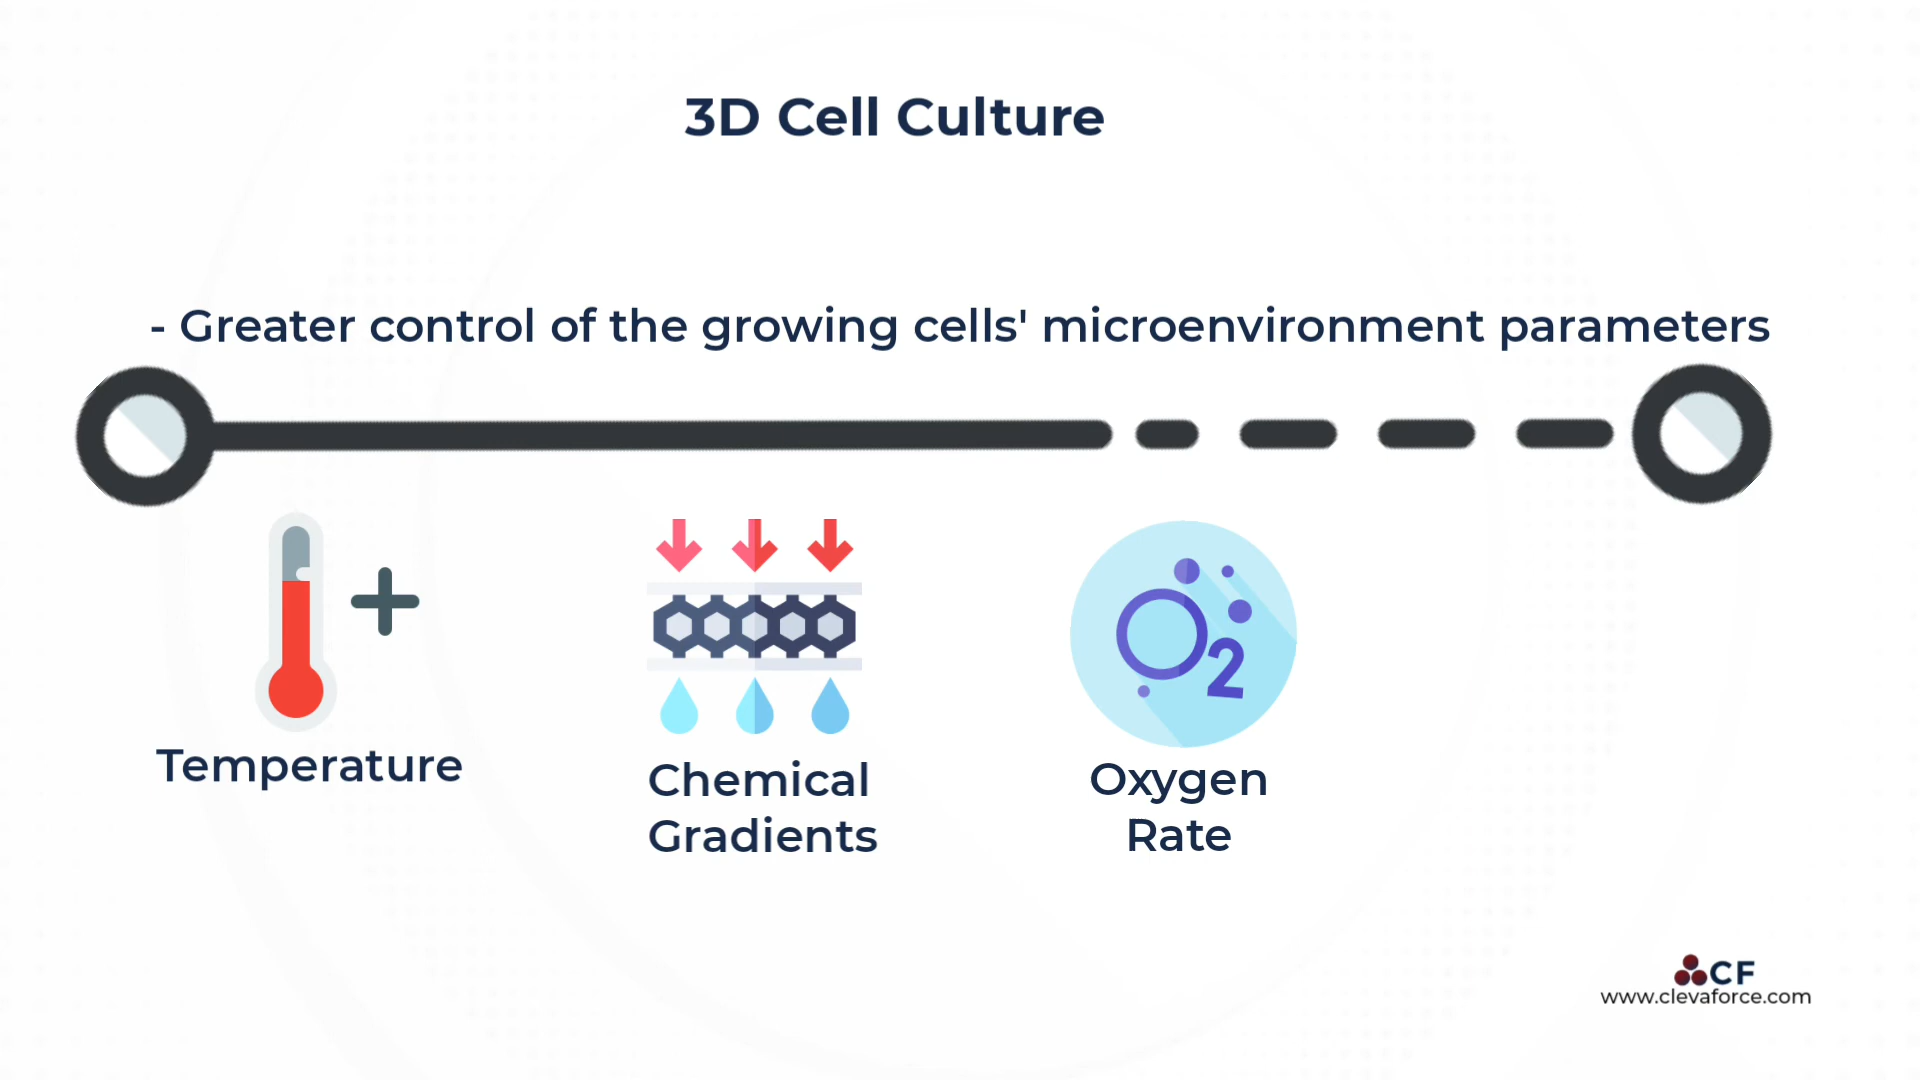 3D Cell Culture
- Greater control of the growing cells' microenvironment parameters
O2
Temperature
Chemical
Gradients
Oxygen
Rate
CF
www.clevaforce.com